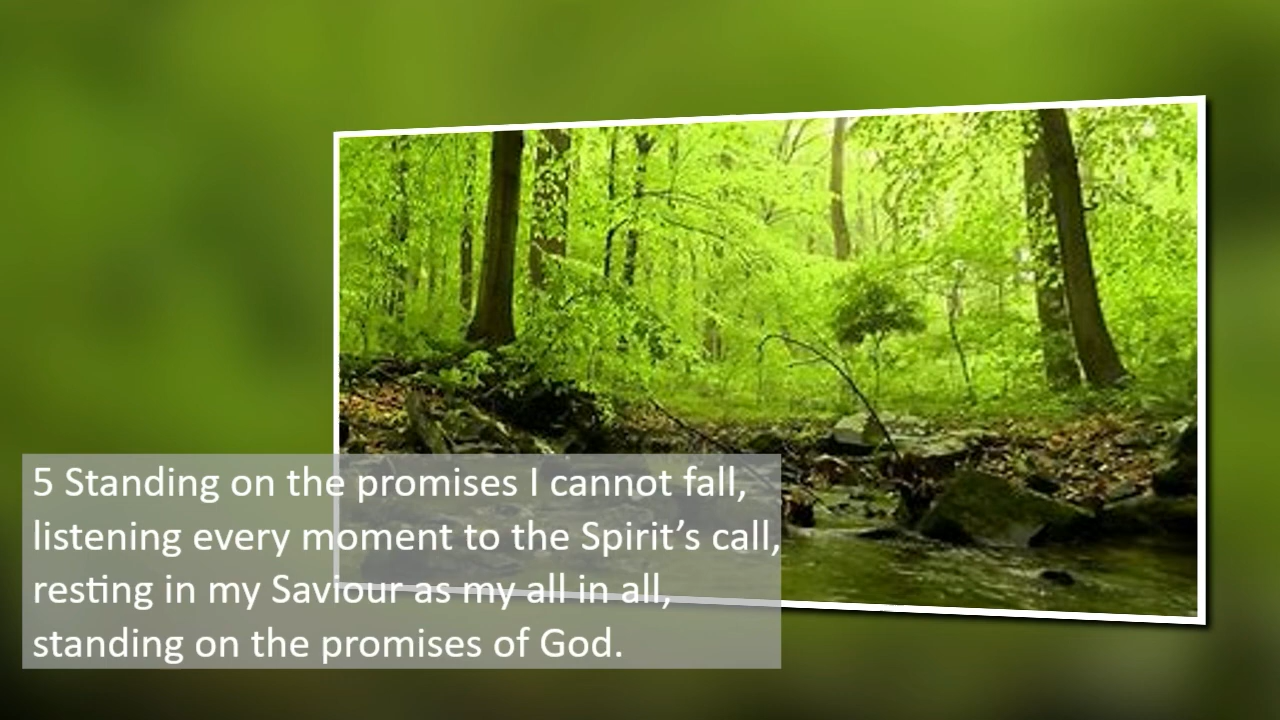 5 Standing on the promises I cannot fall,
listening every moment to the Spirit’s call,
resting in my Saviour as my all in all,
standing on the promises of God.